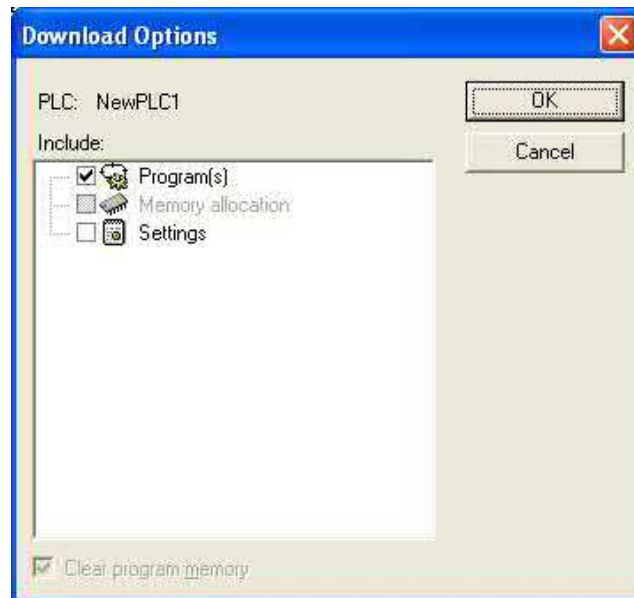 Download Options
PLC: NewPLC1
OK
Include:
Cancel
Program(s)
Memory allocation
Settings
Clear program memory